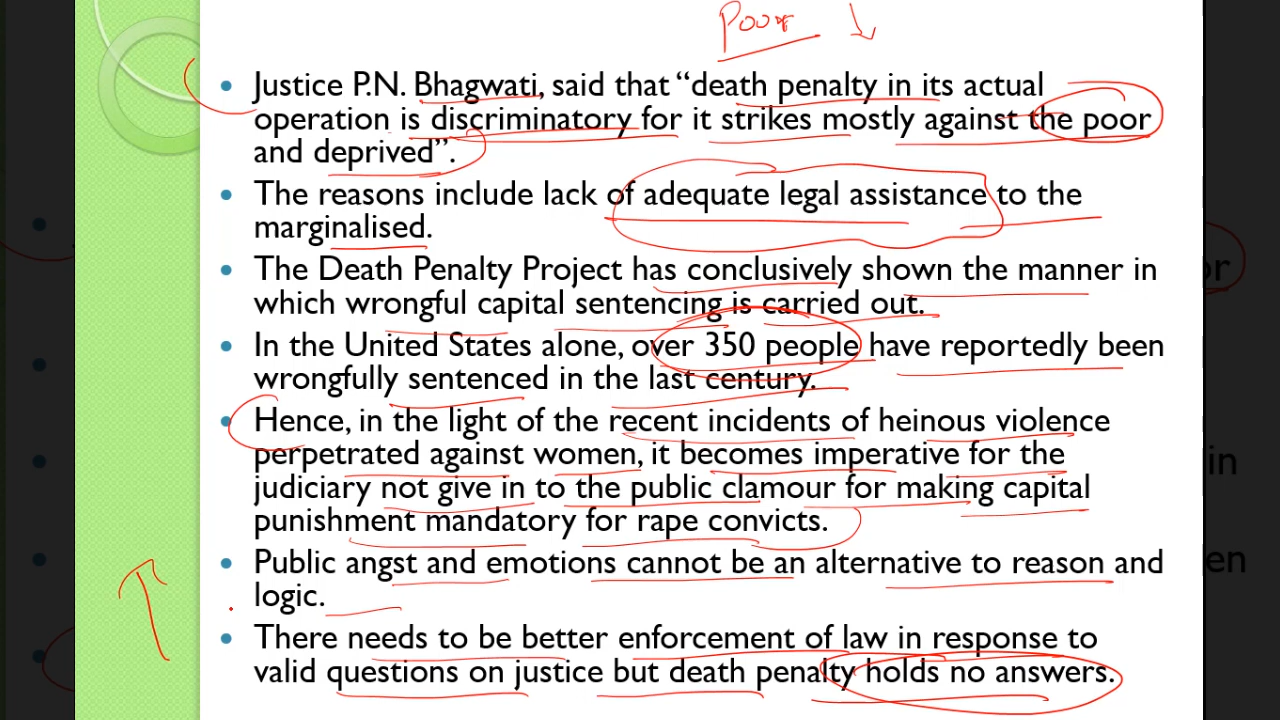 Poor
Justice P.N. Bhagwati, said that “death penalty in its actual
operation is discriminatory for it strikes mostly against the poor
and deprived”.
The reasons include lack of adequate legal assistance to the
marginalised.
The Death Penalty Project has conclusively shown the manner in
which wrongful capital sentencing is carried out.
In the United States alone, over 350 people have reportedly been
wrongfully sentenced in the last century.
Hence, in the light of the recent incidents of heinous violence
perpetrated against women, it becomes imperative for the
judiciary not give in to the public clamour for making capital
punishment mandatory for rape convicts.
Public angst and emotions cannot be an alternative to reason and
logic.
There needs to be better enforcement of law in response to
valid questions on justice but death penalty holds no answers.